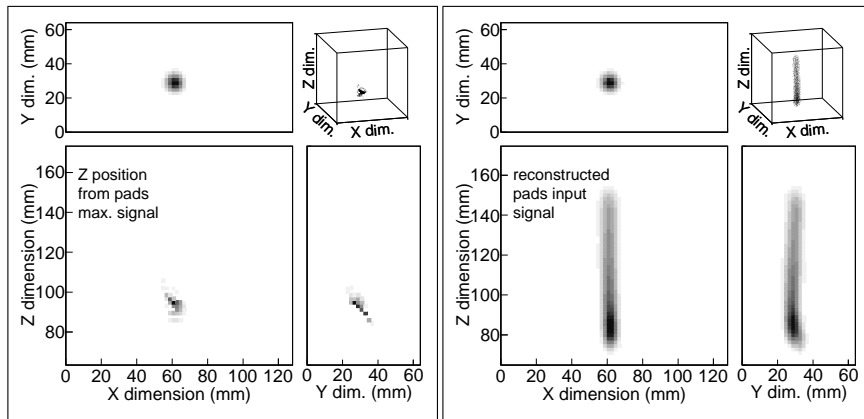 60
40
20
0
Y dim. (mm)
Z dim.
Y dim.
X dim.
160
140
120
100
80
Z dimension (mm)
Z position
from pads
max. signal
0 20 40 60 80 100 120
X dimension (mm)
0 20 40 60
Y dim. (mm)
60
40
20
0
Y dim. (mm)
Z dim.
Y dim.
X dim.
160
140
120
100
80
Z dimension (mm)
reconstructed
pads input
signal
0 20 40 60 80 100 120
X dimension (mm)
0 20 40 60
Y dim. (mm)